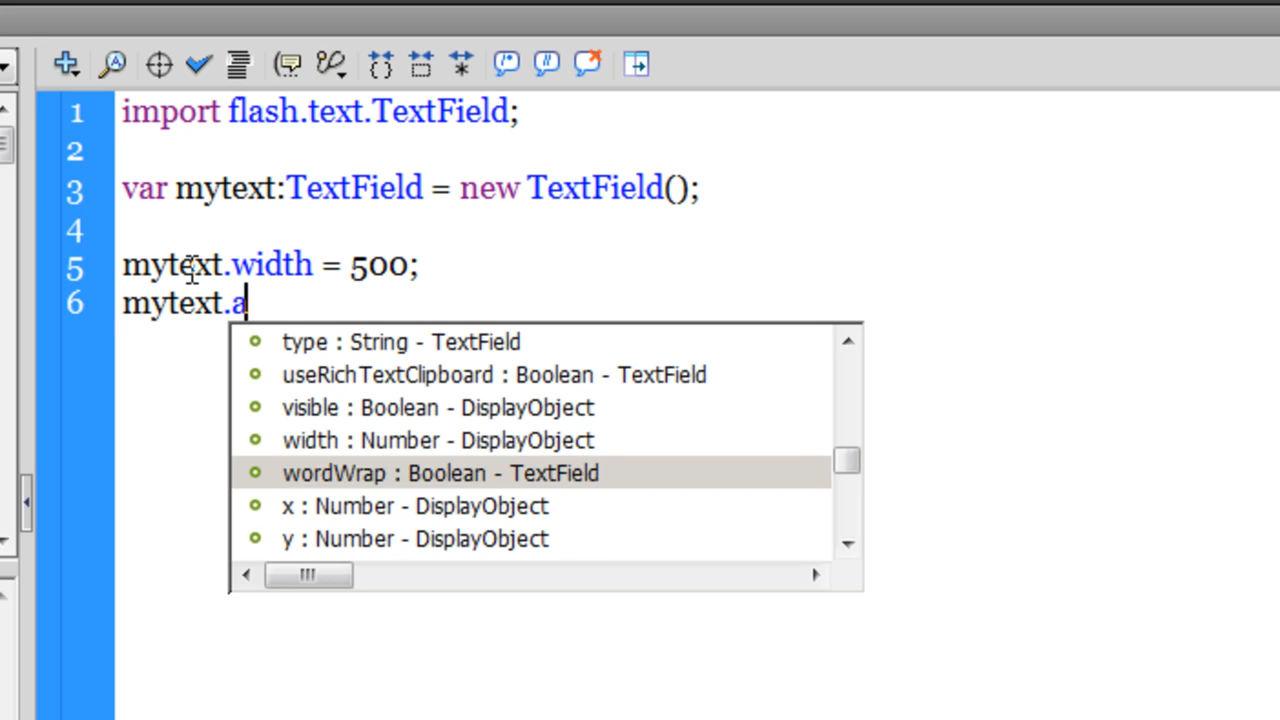 1 import flash.text.TextField;
2
3 var mytext:TextField = new TextField();
4
5 mytext.width = 500;
6 mytext.a
type : String - TextField
useRichTextClipboard : Boolean - TextField
visible : Boolean - DisplayObject
width : Number - DisplayObject
wordWrap : Boolean - TextField
x : Number - DisplayObject
y : Number - DisplayObject